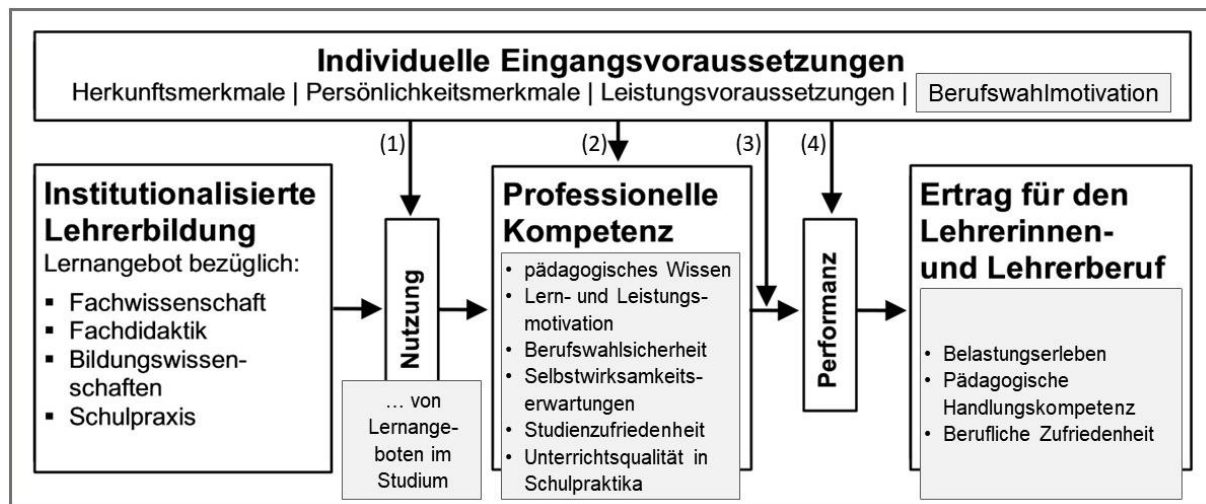 Individuelle Eingangsvoraussetzungen
Herkunftsmerkmale | Persönlichkeitsmerkmale | Leistungsvoraussetzungen | Berufswahlmotivation
(1)
(2)
(3)
(4)
Institutionalisierte
Lehrerbildung
Lernangebot bezüglich:
▪ Fachwissenschaft
▪ Fachdidaktik
▪ Bildungswissen-
schaften
▪ Schulpraxis
Nutzung
... von
Lernange-
boten im
Studium
Professionelle
Kompetenz
• pädagogisches Wissen
• Lern- und Leistungs-
motivation
• Berufswahlsicherheit
• Selbstwirksamkeits-
erwartungen
• Studienzufriedenheit
• Unterrichtsqualität in
Schulpraktika
Performanz
Ertrag für den
Lehrerinnen-
und Lehrerberuf
• Belastungserleben
• Pädagogische
Handlungskompetenz
• Berufliche Zufriedenheit